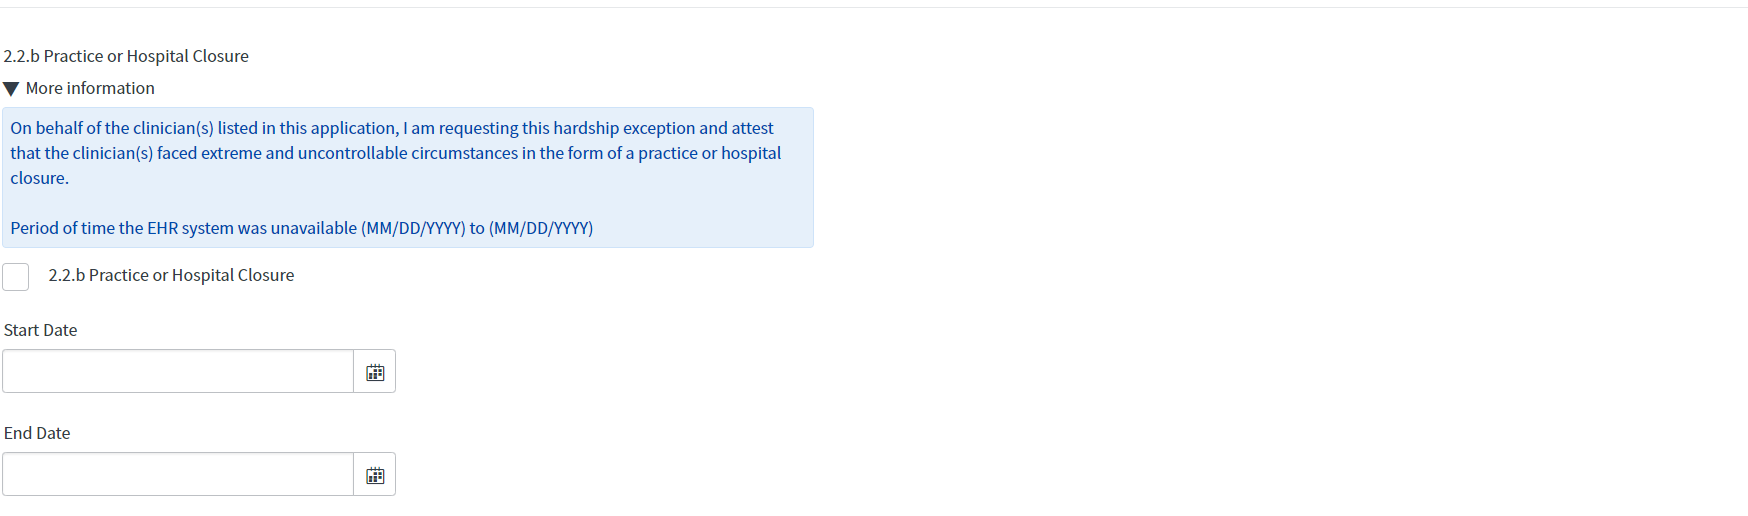 2.2.b Practice or Hospital Closure
More information
On behalf of the clinician(s) listed in this application, I am requesting this hardship exception and attest
that the clinician(s) faced extreme and uncontrollable circumstances in the form of a practice or hospital
closure.
Period of time the EHR system was unavailable (MM/DD/YYYY) to (MM/DD/YYYY)
2.2.b Practice or Hospital Closure
Start Date
End Date